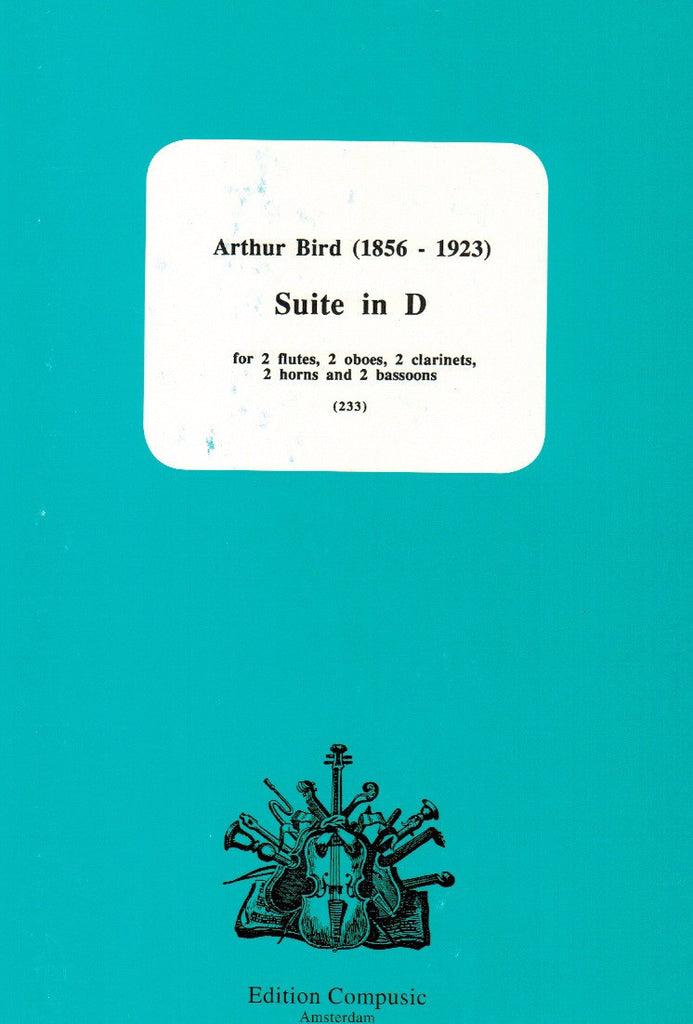 Arthur Bird (1856 - 1923)
Suite in D
for 2 flutes, 2 oboes, 2 clarinets,
2 horns and 2 bassoons
(233)
Edition Compusic
Amsterdam